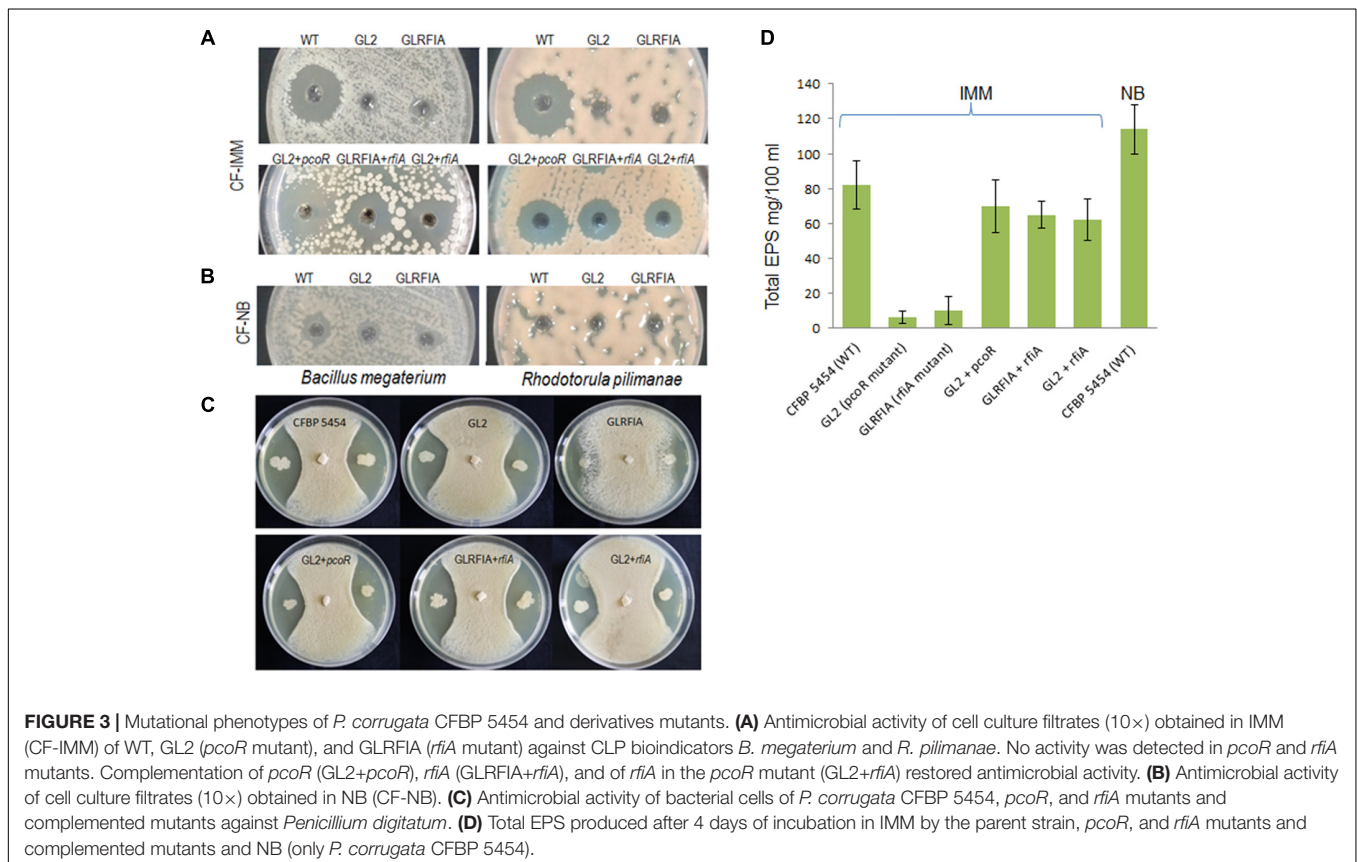 A
WT GL2 GLRFIA
WT GL2 GLRFIA
CF-IMM
GL2+pcoR GLRFIA+rfiA GL2+rfiA
GL2+pcoR GLRFIA+rfiA GL2+rfiA
B
WT GL2 GLRFIA
WT GL2 GLRFIA
CF-NB
Bacillus megaterium
Rhodotorula pilimanae
C
CFBP 5454
GL2
GLRFIA
GL2+pcoR
GLRFIA+rfiA
GL2+rfiA
D
Total EPS mg/100 ml
140
120
100
80
60
40
20
0
IMM
NB
CFBP 5454 (WT)
GL2 (pcoR mutant)
GLRFIA (rfiA mutant)
GL2 + pcoR
GLRFIA + rfiA
GL2 + rfiA
CFBP 5454 (WT)
FIGURE 3 | Mutational phenotypes of P. corrugata CFBP 5454 and derivatives mutants. (A) Antimicrobial activity of cell culture filtrates (10×) obtained in IMM
(CF-IMM) of WT, GL2 (pcoR mutant), and GLRFIA (rfiA mutant) against CLP bioindicators B. megaterium and R. pilimanae. No activity was detected in pcoR and rfiA
mutants. Complementation of pcoR (GL2+pcoR), rfiA (GLRFIA+rfiA), and of rfiA in the pcoR mutant (GL2+rfiA) restored antimicrobial activity. (B) Antimicrobial activity
of cell culture filtrates (10×) obtained in NB (CF-NB). (C) Antimicrobial activity of bacterial cells of P. corrugata CFBP 5454, pcoR, and rfiA mutants and
complemented mutants against Penicillium digitatum. (D) Total EPS produced after 4 days of incubation in IMM by the parent strain, pcoR, and rfiA mutants and
complemented mutants and NB (only P. corrugata CFBP 5454).